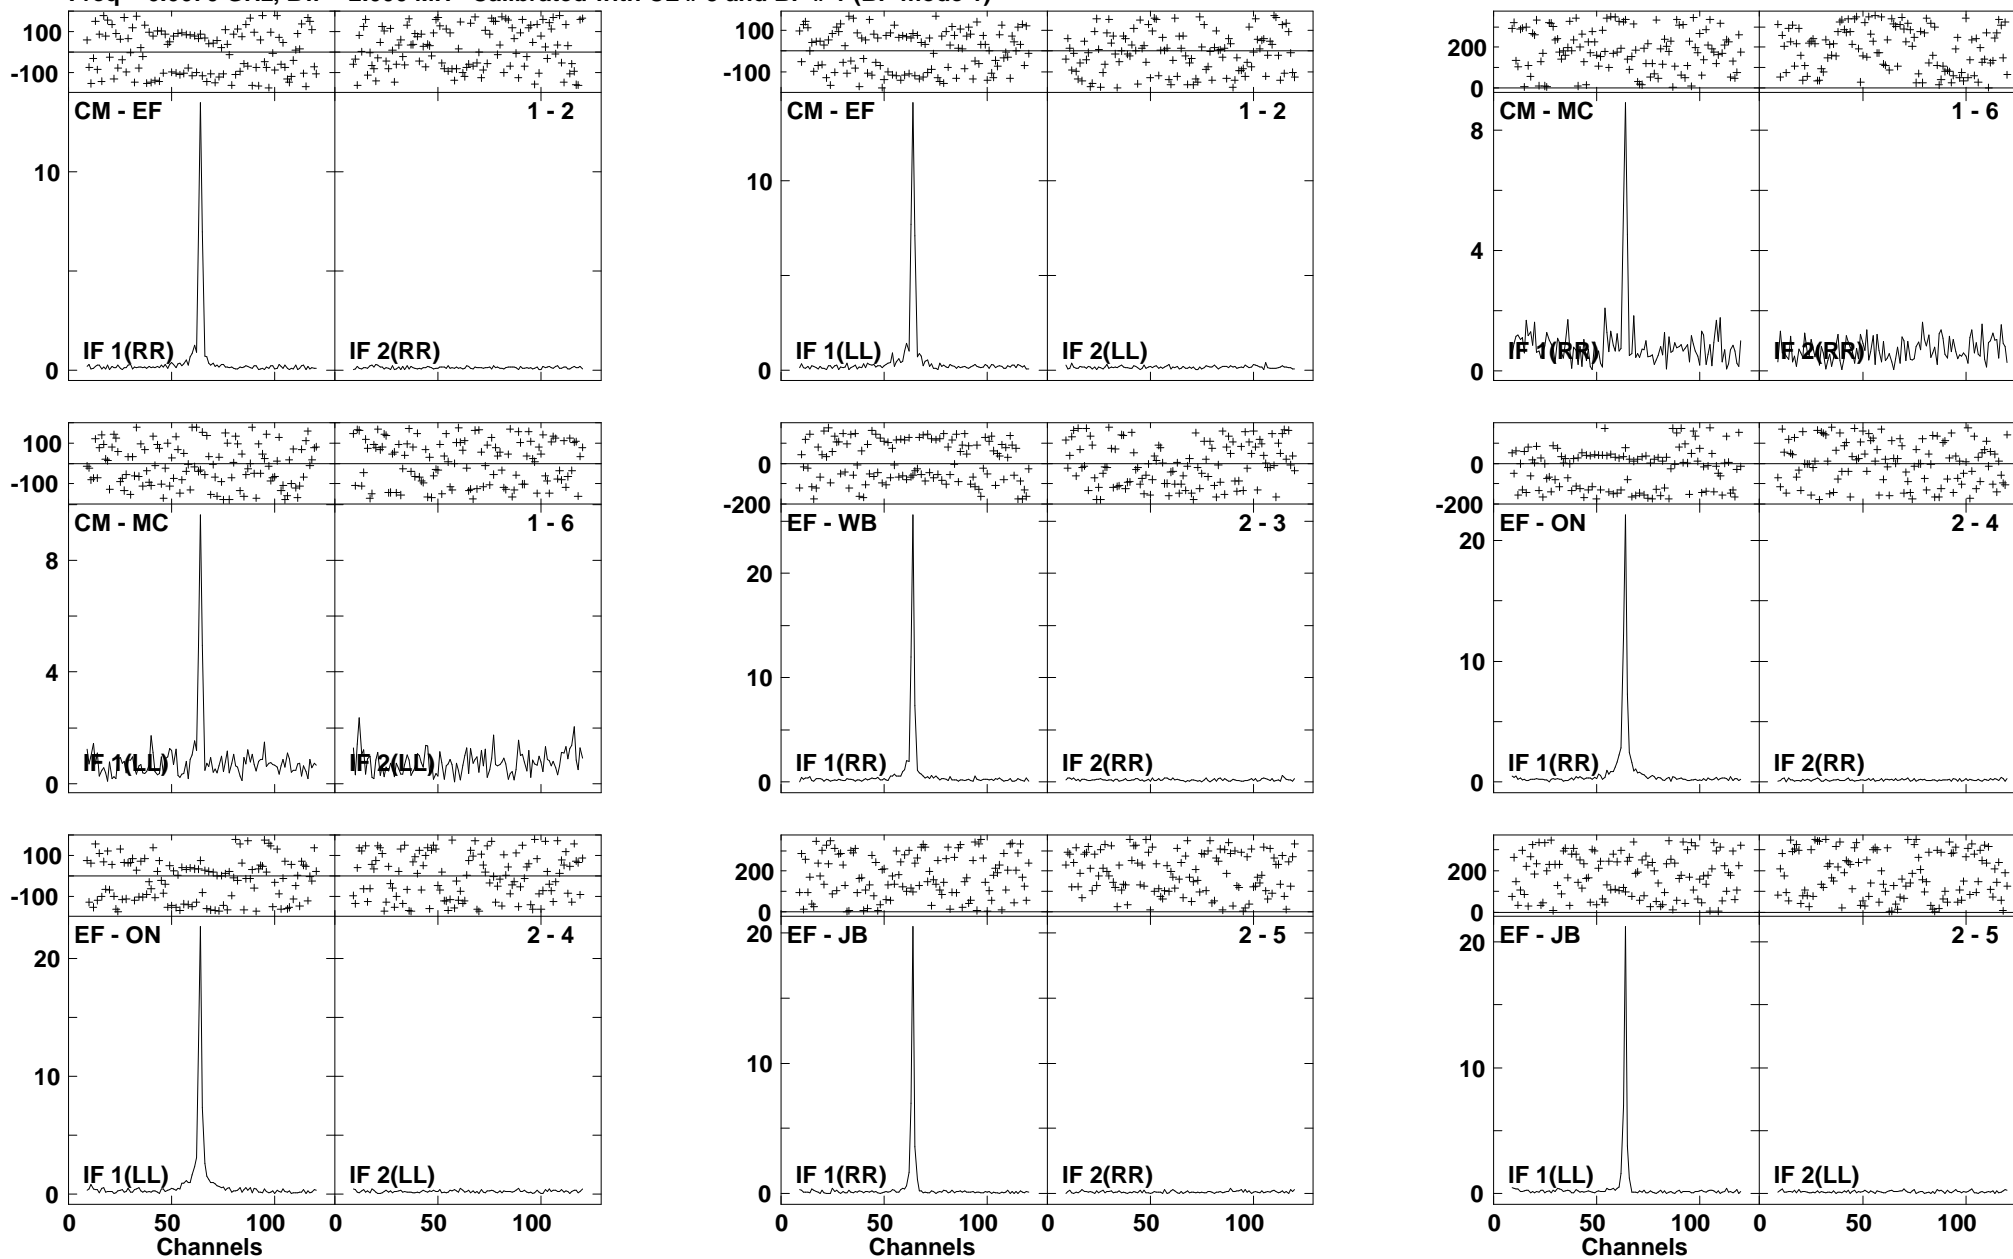 100
-100
CM - EF
1 - 2
10
0
IF 1(RR)
IF 2(RR)
100
-100
CM - EF
1 - 2
10
0
IF 1(LL)
IF 2(LL)
200
0
CM - MC
1 - 6
8
4
0
IF 1(RR)
IF 2(RR)
100
-100
CM - MC
1 - 6
8
4
0
IF 1(LL)
IF 2(LL)
0
-200
EF - WB
2 - 3
20
10
0
IF 1(RR)
IF 2(RR)
0
-200
EF - ON
2 - 4
20
10
0
IF 1(RR)
IF 2(RR)
100
-100
EF - ON
2 - 4
20
10
0
IF 1(LL)
IF 2(LL)
0 50 100 0 50 100
Channels
200
0
EF - JB
2 - 5
20
10
0
IF 1(RR)
IF 2(RR)
0 50 100 0 50 100
Channels
200
0
EF - JB
2 - 5
20
10
0
IF 1(LL)
IF 2(LL)
0 50 100 0 50 100
Channels